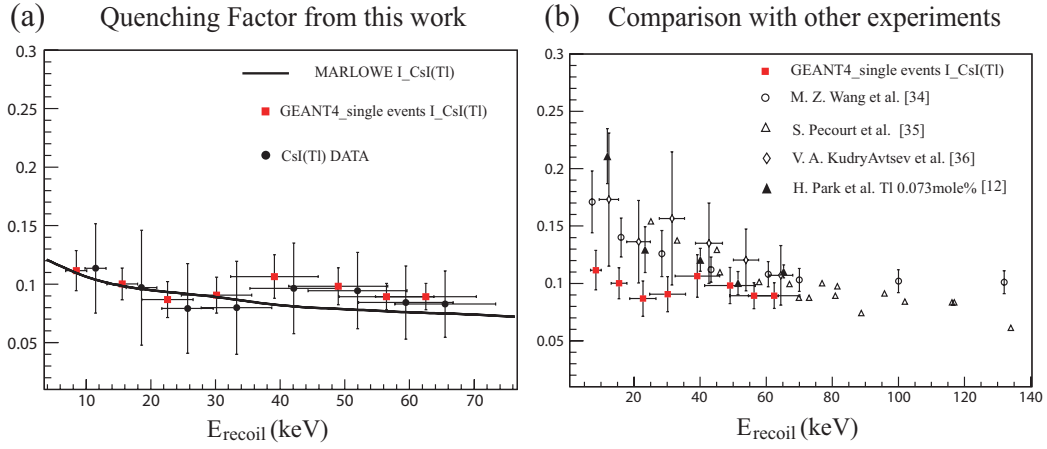 (a) Quenching Factor from this work
0.3
0.25
0.2
0.15
0.1
0.05
MARLOWE I_CsI(Tl)
GEANT4_single events I_CsI(Tl)
CsI(Tl) DATA
10 20 30 40 50 60 70
E_recoil (keV)
(b) Comparison with other experiments
0.3
0.25
0.2
0.15
0.1
0.05
GEANT4_single events I_CsI(Tl)
M. Z. Wang et al. [34]
S. Pecourt et al. [35]
V. A. KudryAvtsev et al. [36]
H. Park et al. Tl 0.073mole% [12]
20 40 60 80 100 120 140
E_recoil (keV)